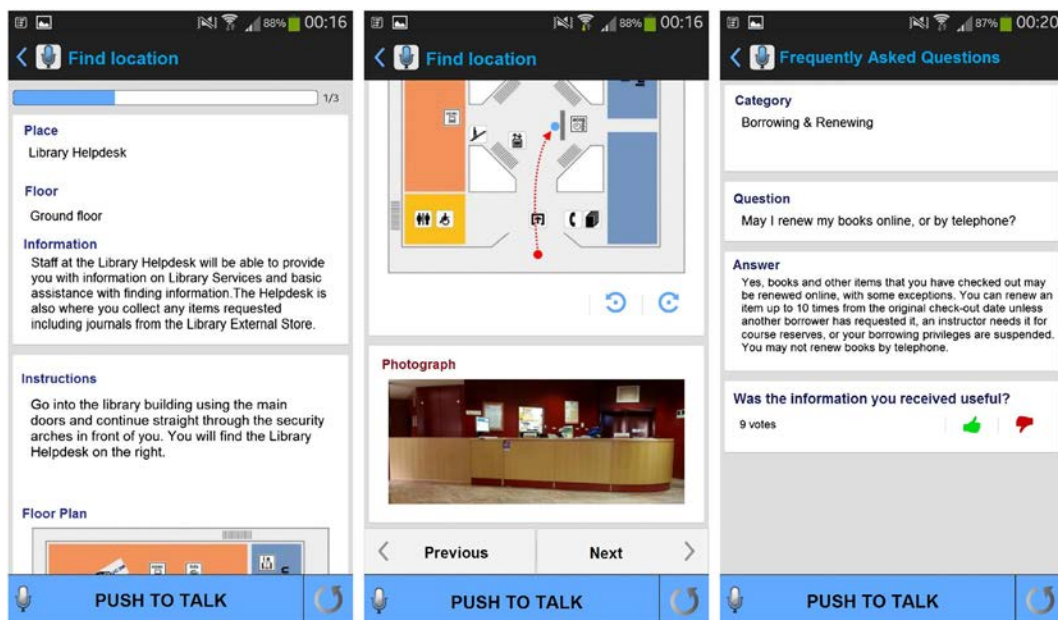 88% 00:16
Find location
1/3
Place
Library Helpdesk
Floor
Ground floor
Information
Staff at the Library Helpdesk will be able to provide
you with information on Library Services and basic
assistance with finding information.The Helpdesk is
also where you collect any items requested
including journals from the Library External Store.
Instructions
Go into the library building using the main
doors and continue straight through the security
arches in front of you. You will find the Library
Helpdesk on the right.
Floor Plan
PUSH TO TALK
88% 00:16
Find location
Photograph
Previous
Next
PUSH TO TALK
87% 00:20
Frequently Asked Questions
Category
Borrowing & Renewing
Question
May I renew my books online, or by telephone?
Answer
Yes, books and other items that you have checked out may
be renewed online, with some exceptions. You can renew an
item up to 10 times from the original check-out date unless
another borrower has requested it, an instructor needs it for
course reserves, or your borrowing privileges are suspended.
You may not renew books by telephone.
Was the information you received useful?
9 votes
PUSH TO TALK